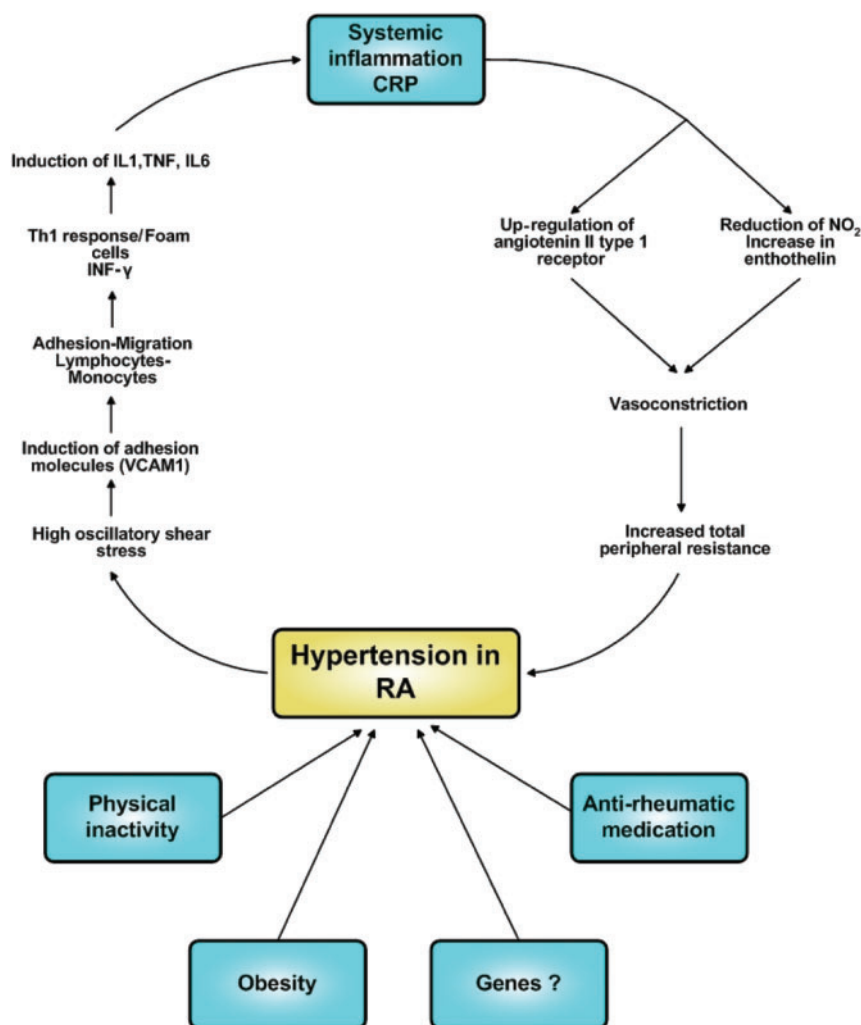 Systemic
inflammation
CRP
Induction of IL1,TNF, IL6
Th1 response/Foam
cells
INF-γ
Adhesion-Migration
Lymphocytes-
Monocytes
Induction of adhesion
molecules (VCAM1)
High oscillatory shear
stress
Up-regulation of
angiotenin II type 1
receptor
Reduction of NO₂
Increase in
enthothelin
Vasoconstriction
Increased total
peripheral resistance
Hypertension in
RA
Physical
inactivity
Anti-rheumatic
medication
Obesity
Genes ?